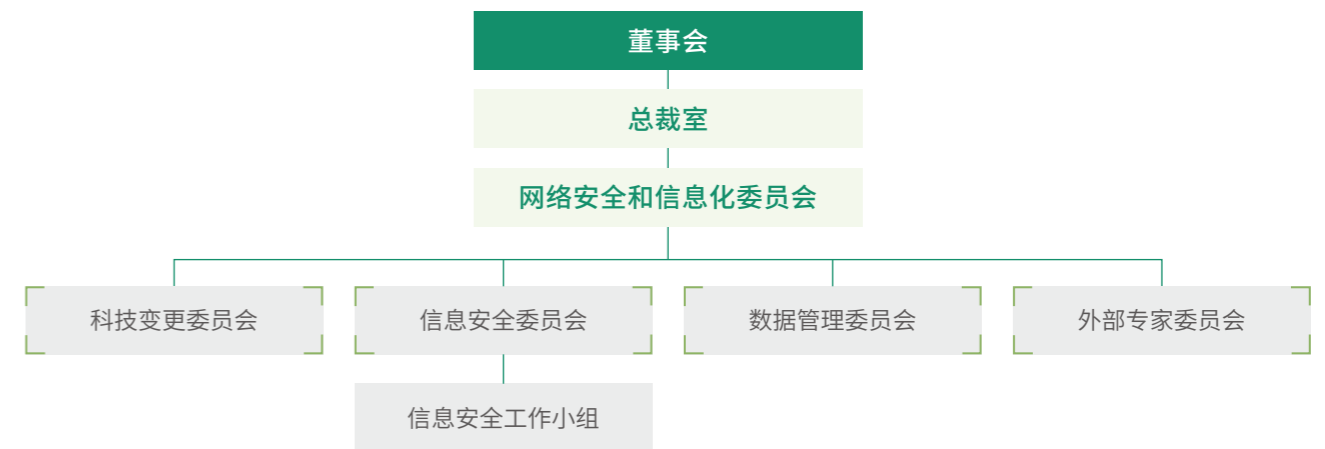 董事会
总裁室
网络安全和信息化委员会
科技变更委员会
信息安全委员会
数据管理委员会
外部专家委员会
信息安全工作小组